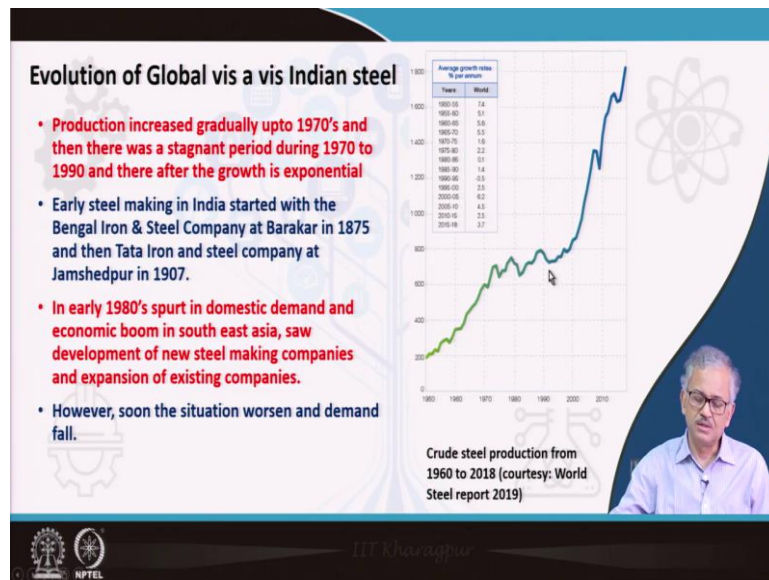 Evolution of Global vis a vis Indian steel
• Production increased gradually upto 1970's and
then there was a stagnant period during 1970 to
1990 and there after the growth is exponential
• Early steel making in India started with the
Bengal Iron & Steel Company at Barakar in 1875
and then Tata Iron and steel company at
Jamshedpur in 1907.
• In early 1980's spurt in domestic demand and
economic boom in south east asia, saw
development of new steel making companies
and expansion of existing companies.
• However, soon the situation worsen and demand
fall.
Average growth rates
% per annum
Years World
1950-55 7.4
1955-60 5.1
1960-65 5.6
1965-70 5.5
1970-75 1.6
1975-80 2.2
1980-85 0.1
1985-90 1.4
1990-95 -0.5
1995-00 2.5
2000-05 6.2
2005-10 4.5
2010-15 2.5
2015-18 3.7
1 800
1 600
1 400
1 200
1 000
800
600
400
200
0
1950 1960 1970 1980 1990 2000 2010
Crude steel production from
1960 to 2018 (courtesy: World
Steel report 2019)
IIT Kharagpur
NPTEL